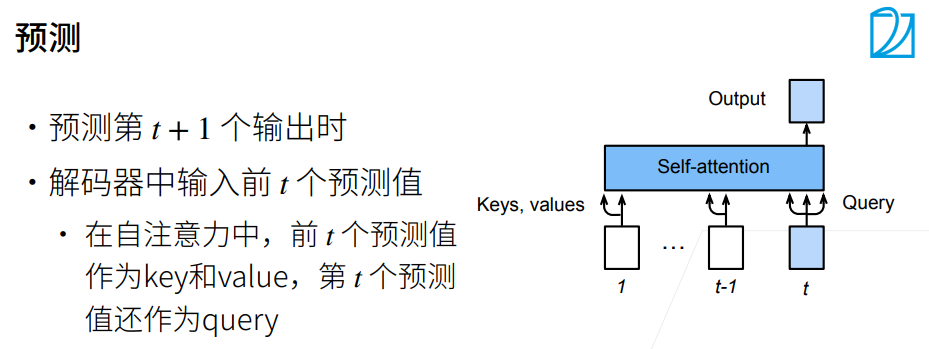 预测
• 预测第 t + 1 个输出时
• 解码器中输入前 t 个预测值
• 在自注意力中，前 t 个预测值
作为key和value，第 t 个预测
值还作为query
Output
Self-attention
Keys, values
Query
...
1
t-1
t